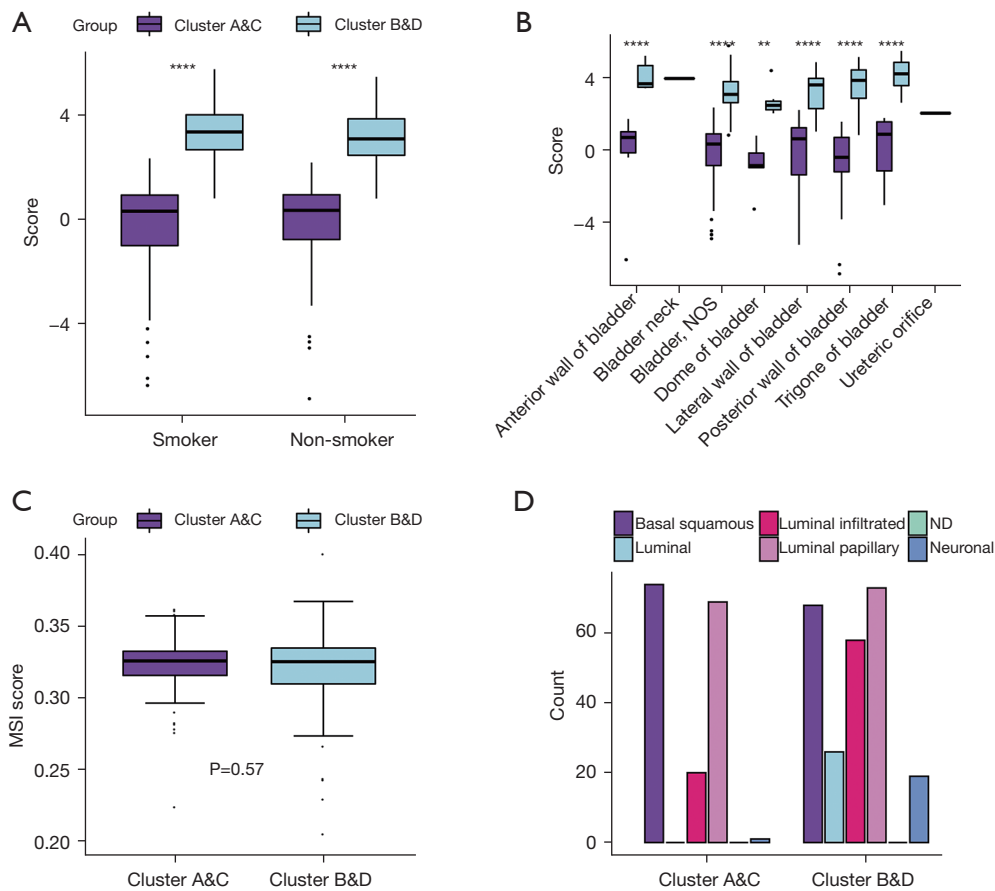 A
Group Cluster A&C Cluster B&D
****
****
4
0
−4
Score
Smoker Non-smoker
B
**** **** ** **** **** ****
4
0
−4
Score
Anterior wall of bladder
Bladder neck
Bladder, NOS
Dome of bladder
Lateral wall of bladder
Posterior wall of bladder
Trigone of bladder
Ureteric orifice
C
Group Cluster A&C Cluster B&D
0.40
0.35
0.30
0.25
0.20
MSI score
P=0.57
Cluster A&C Cluster B&D
D
Basal squamous Luminal infiltrated ND
Luminal Luminal papillary Neuronal
60
40
20
0
Count
Cluster A&C Cluster B&D